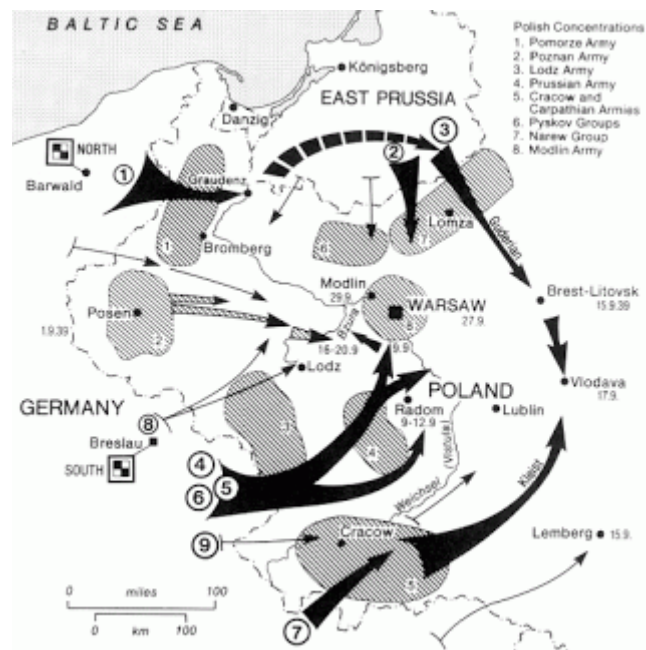 BALTIC SEA
Polish Concentrations
1. Pomorze Army
2. Poznan Army
3. Lodz Army
4. Prussian Army
5. Cracow and
Carpathian Armies
6. Pyskov Groups
7. Narew Group
8. Modlin Army
Königsberg
EAST PRUSSIA
Danzig
NORTH
Barwald
1
Graudenz
2
3
Guderian
Lomza
7
6
1
Bromberg
Modlin
29.9.
WARSAW
27.9.
8
Brest-Litovsk
15.9.39
Posen
2
1.9.39
Bzura
16-20.9
9.9
Lodz
POLAND
Vlodava
17.9.
GERMANY
8
Radom
9-12.9
Lublin
Breslau
SOUTH
3
4
Vistula
4
5
6
Weichsel
Kleist
9
Cracow
5
Lemberg
15.9.
7
0 miles 100
0 km 100